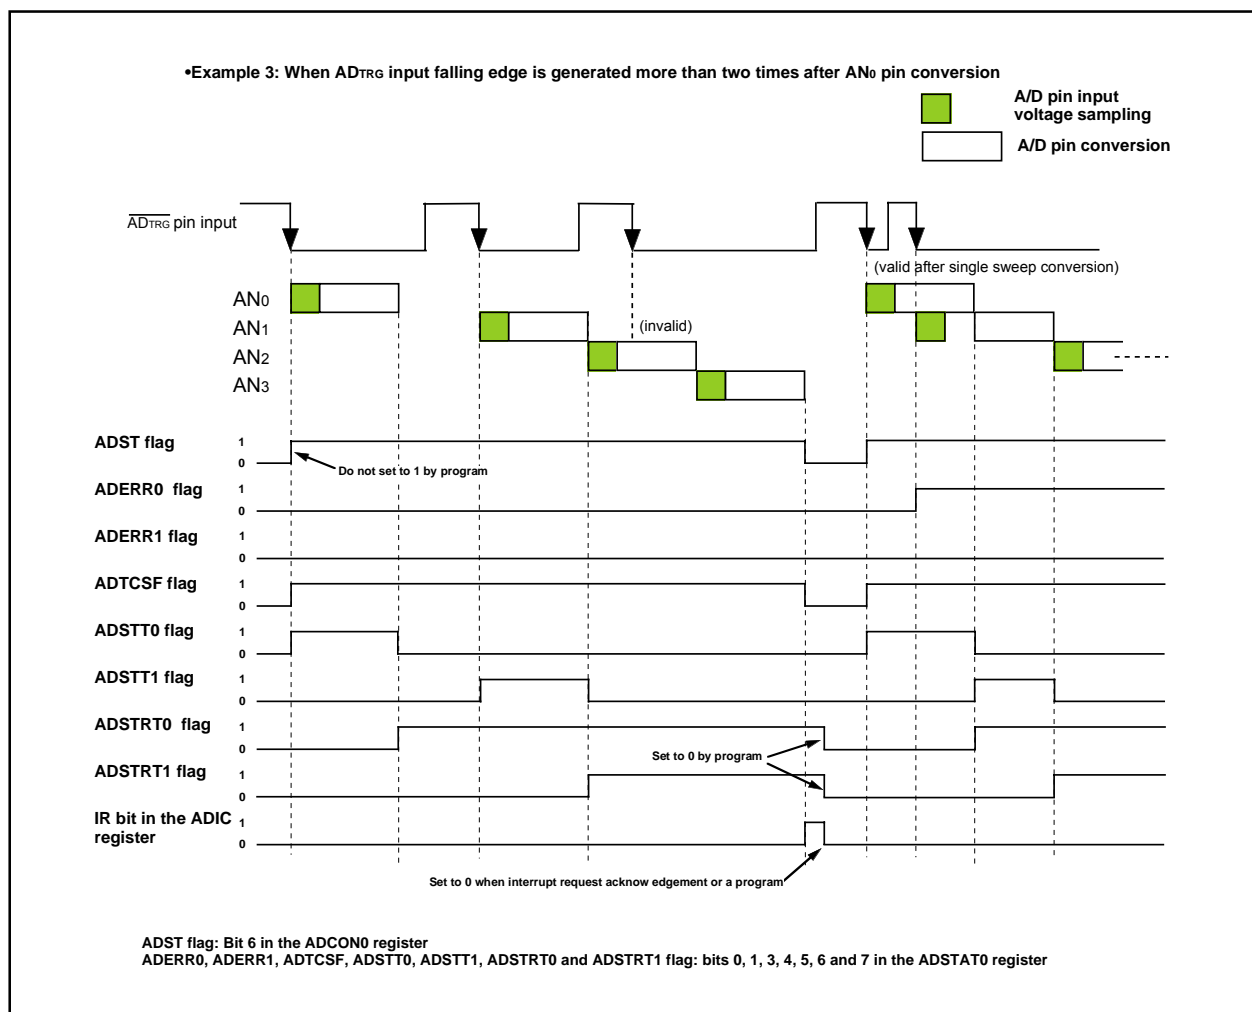 •Example 3: When ADTRG input falling edge is generated more than two times after AN0 pin conversion
A/D pin input
voltage sampling
A/D pin conversion
ADTRG pin input
(valid after single sweep conversion)
AN0
AN1
(invalid)
AN2
AN3
ADST flag
1
0
Do not set to 1 by program
ADERR0 flag
1
0
ADERR1 flag
1
0
ADTCSF flag
1
0
ADSTT0 flag
1
0
ADSTT1 flag
1
0
ADSTRT0 flag
1
0
Set to 0 by program
ADSTRT1 flag
1
0
IR bit in the ADIC
register
1
0
Set to 0 when interrupt request acknow edgement or a program
ADST flag: Bit 6 in the ADCON0 register
ADERR0, ADERR1, ADTCSF, ADSTT0, ADSTT1, ADSTRT0 and ADSTRT1 flag: bits 0, 1, 3, 4, 5, 6 and 7 in the ADSTAT0 register